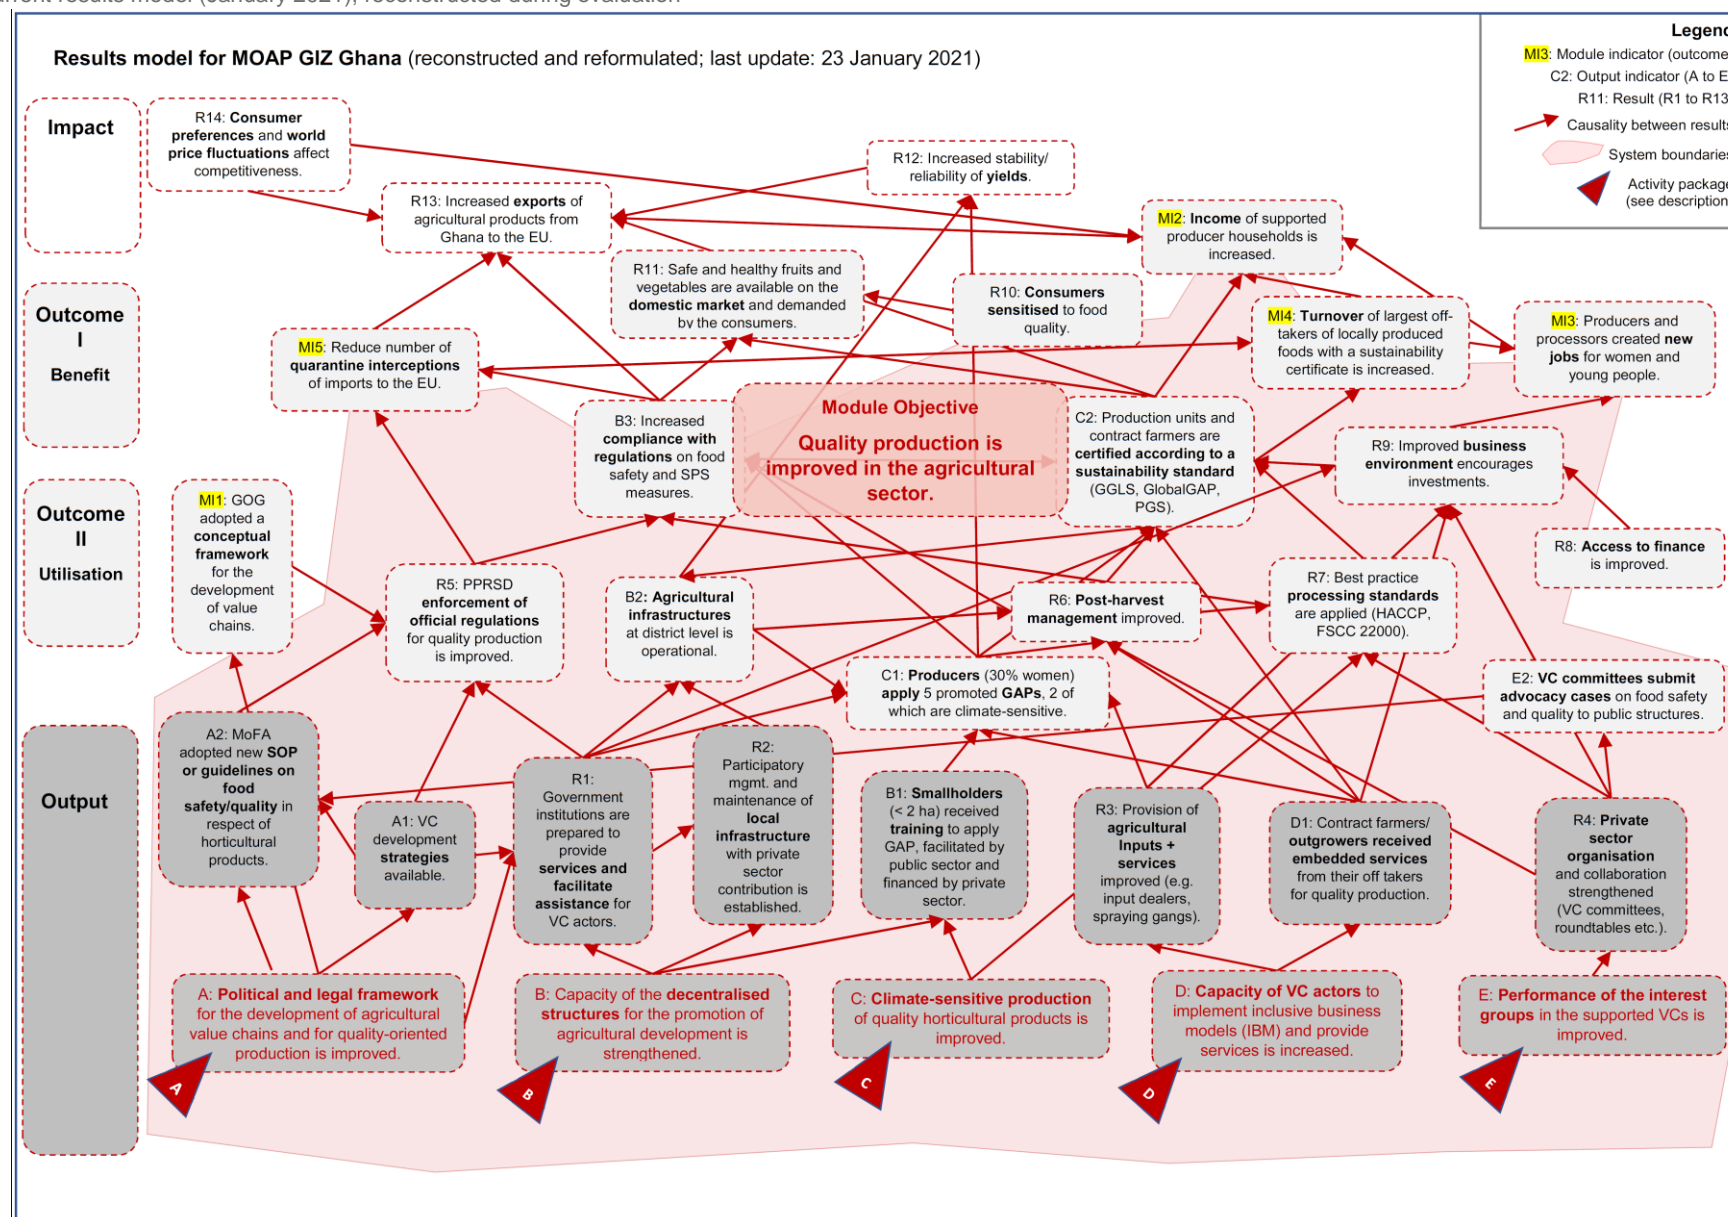 current results model (January 2021), reconstructed during evaluation
Results model for MOAP GIZ Ghana (reconstructed and reformulated; last update: 23 January 2021)
Legend
MI3: Module indicator (outcome
C2: Output indicator (A to E
R11: Result (R1 to R13
Causality between results
System boundaries
Activity package
(see description
Impact
R14: Consumer
preferences and world
price fluctuations affect
competitiveness.
R12: Increased stability/
reliability of yields.
R13: Increased exports of
agricultural products from
Ghana to the EU.
MI2: Income of supported
producer households is
increased.
Outcome
I
Benefit
R11: Safe and healthy fruits and
vegetables are available on the
domestic market and demanded
by the consumers.
R10: Consumers
sensitised to food
quality.
MI4: Turnover of largest off-
takers of locally produced
foods with a sustainability
certificate is increased.
MI3: Producers and
processors created new
jobs for women and
young people.
MI5: Reduce number of
quarantine interceptions
of imports to the EU.
Module Objective
Quality production is
improved in the agricultural
sector.
B3: Increased
compliance with
regulations on food
safety and SPS
measures.
C2: Production units and
contract farmers are
certified according to a
sustainability standard
(GGLS, GlobalGAP,
PGS).
R9: Improved business
environment encourages
investments.
Outcome
II
Utilisation
MI1: GOG
adopted a
conceptual
framework
for the
development
of value
chains.
R8: Access to finance
is improved.
R5: PPRSD
enforcement of
official regulations
for quality production
is improved.
B2: Agricultural
infrastructures
at district level is
operational.
R6: Post-harvest
management improved.
R7: Best practice
processing standards
are applied (HACCP,
FSCC 22000).
C1: Producers (30% women)
apply 5 promoted GAPs, 2 of
which are climate-sensitive.
E2: VC committees submit
advocacy cases on food safety
and quality to public structures.
Output
A2: MoFA
adopted new SOP
or guidelines on
food
safety/quality in
respect of
horticultural
products.
A1: VC
development
strategies
available.
R1:
Government
institutions are
prepared to
provide
services and
facilitate
assistance for
VC actors.
R2:
Participatory
mgmt. and
maintenance of
local
infrastructure
with private
sector
contribution is
established.
B1: Smallholders
(< 2 ha) received
training to apply
GAP, facilitated by
public sector and
financed by private
sector.
R3: Provision of
agricultural
Inputs +
services
improved (e.g.
input dealers,
spraying gangs).
D1: Contract farmers/
outgrowers received
embedded services
from their off takers
for quality production.
R4: Private
sector
organisation
and collaboration
strengthened
(VC committees,
roundtables etc.).
A: Political and legal framework
for the development of agricultural
value chains and for quality-oriented
production is improved.
B: Capacity of the decentralised
structures for the promotion of
agricultural development is
strengthened.
C: Climate-sensitive production
of quality horticultural products is
improved.
D: Capacity of VC actors to
implement inclusive business
models (IBM) and provide
services is increased.
E: Performance of the interest
groups in the supported VCs is
improved.
A
B
C
D
E